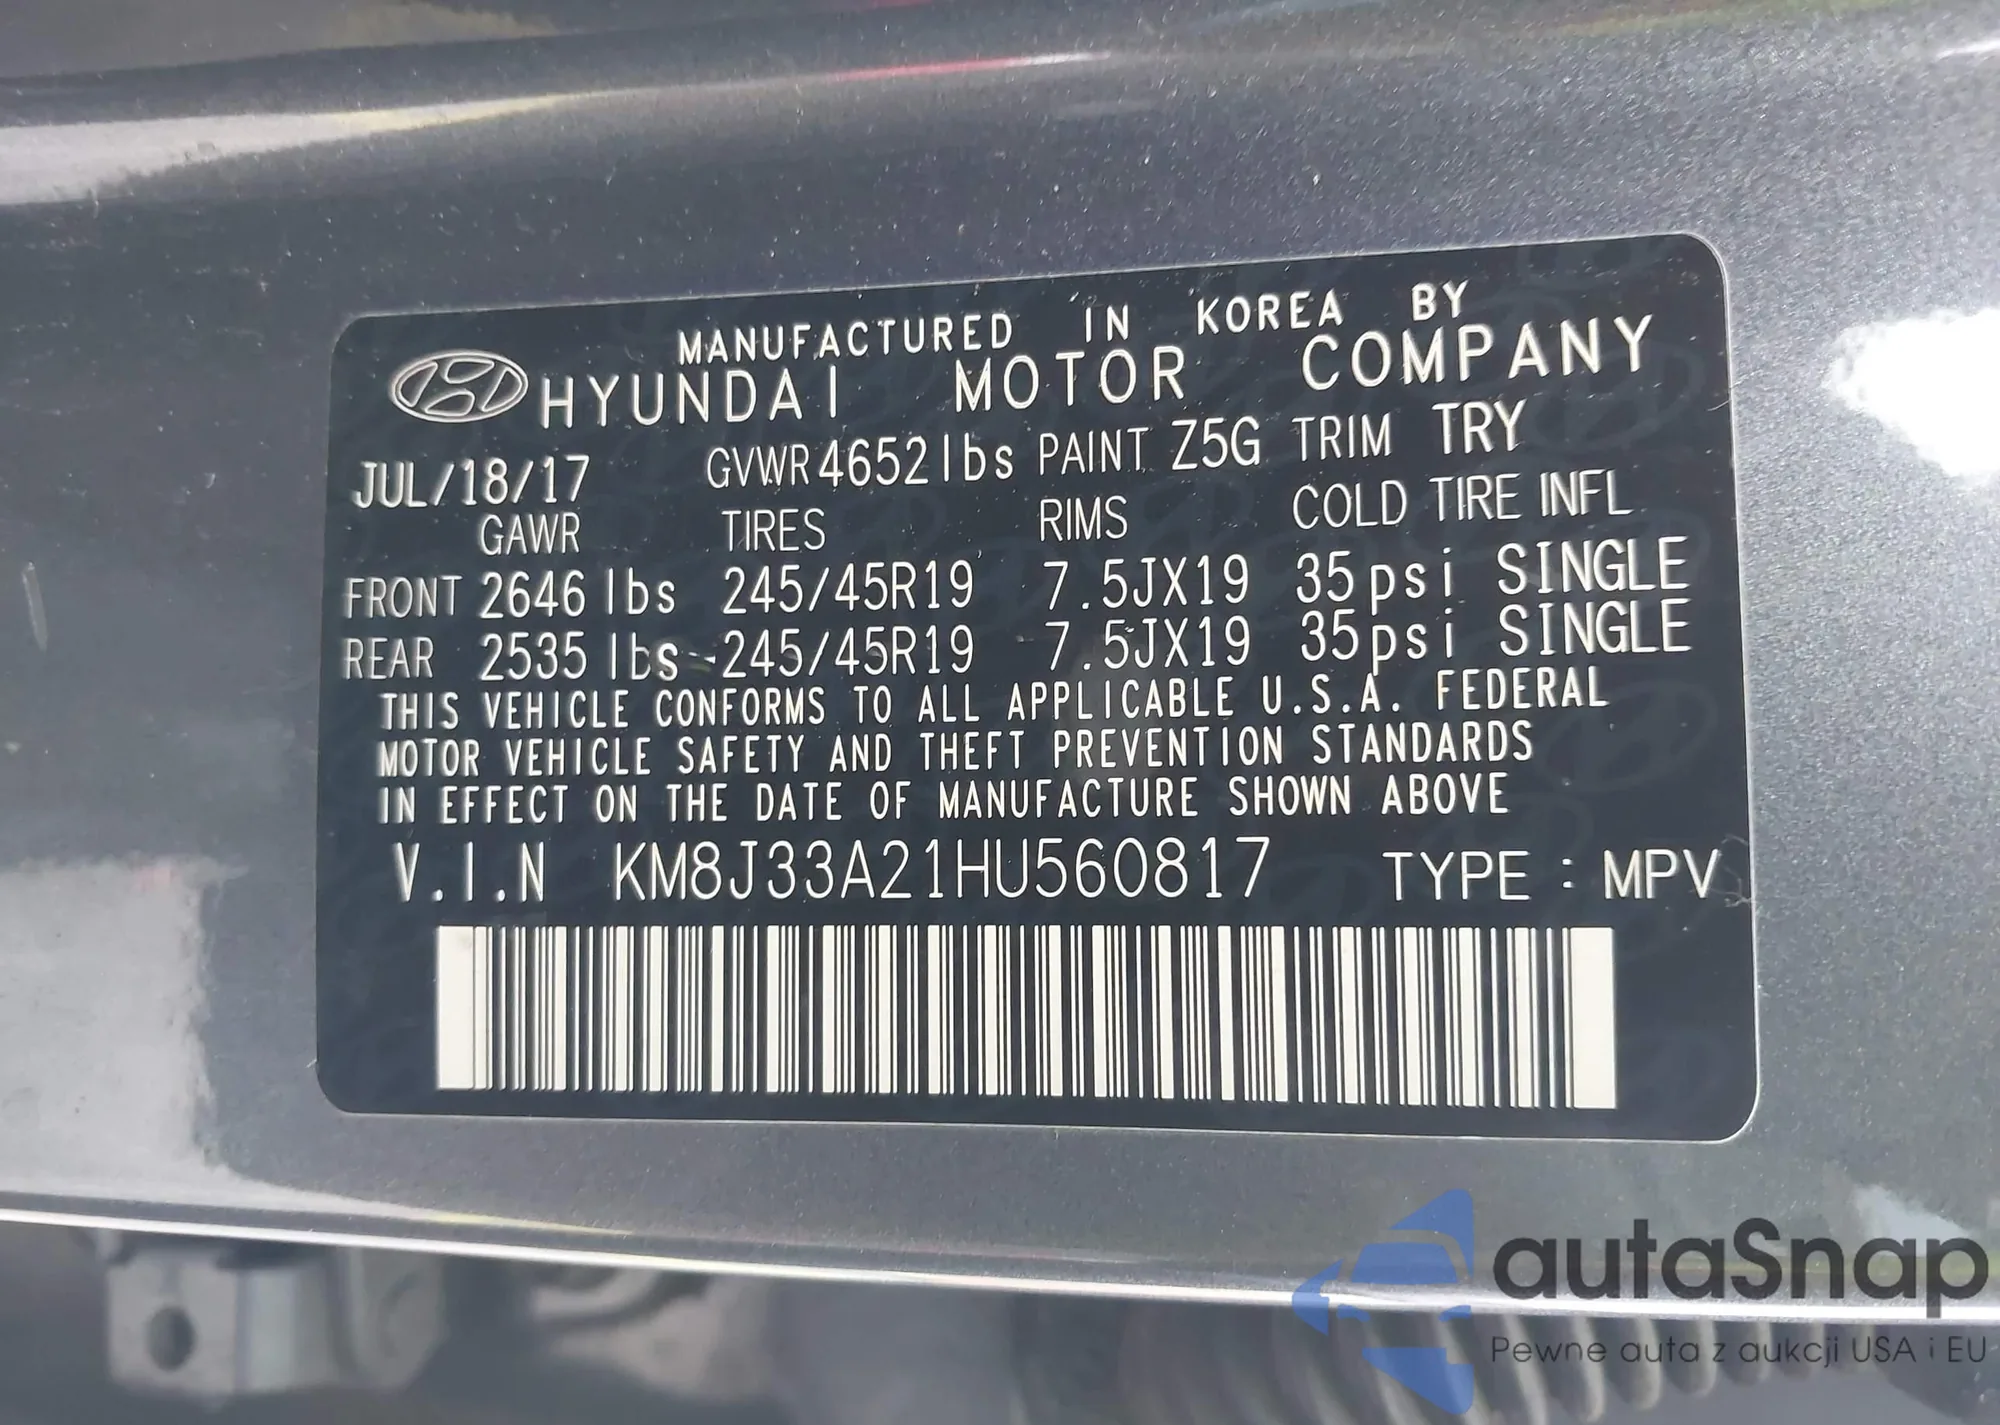 MANUFACTURED IN KOREA BY
HYUNDAI MOTOR COMPANY
JUL/18/17 GVWR 4652 lbs PAINT Z5G TRIM TRY
GAWR TIRES RIMS COLD TIRE INFL
FRONT 2646 lbs 245/45R19 7.5JX19 35psi SINGLE
REAR 2535 lbs 245/45R19 7.5JX19 35psi SINGLE
THIS VEHICLE CONFORMS TO ALL APPLICABLE U.S.A. FEDERAL
MOTOR VEHICLE SAFETY AND THEFT PREVENTION STANDARDS
IN EFFECT ON THE DATE OF MANUFACTURE SHOWN ABOVE
V.I.N KM8J33A21HU560817 TYPE : MPV
autaSnap
Pewne auta z aukcji USA i EU